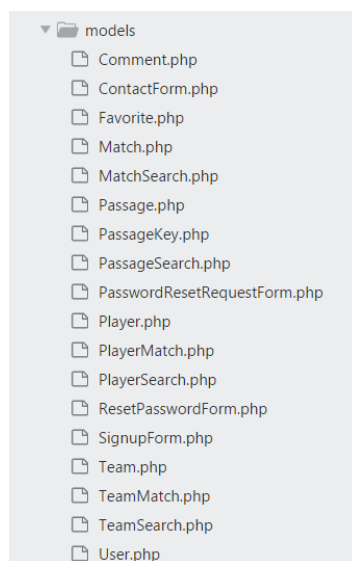 models
Comment.php
ContactForm.php
Favorite.php
Match.php
MatchSearch.php
Passage.php
PassageKey.php
PassageSearch.php
PasswordResetRequestForm.php
Player.php
PlayerMatch.php
PlayerSearch.php
ResetPasswordForm.php
SignupForm.php
Team.php
TeamMatch.php
TeamSearch.php
User.php